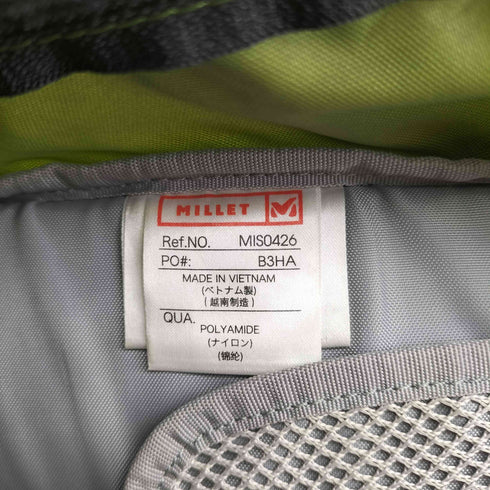 MILLET
Ref.NO. MIS0426
PO#: B3HA
MADE IN VIETNAM
(ベトナム製)
(越南制造)
QUA.
POLYAMIDE
(ナイロン)
(锦纶)